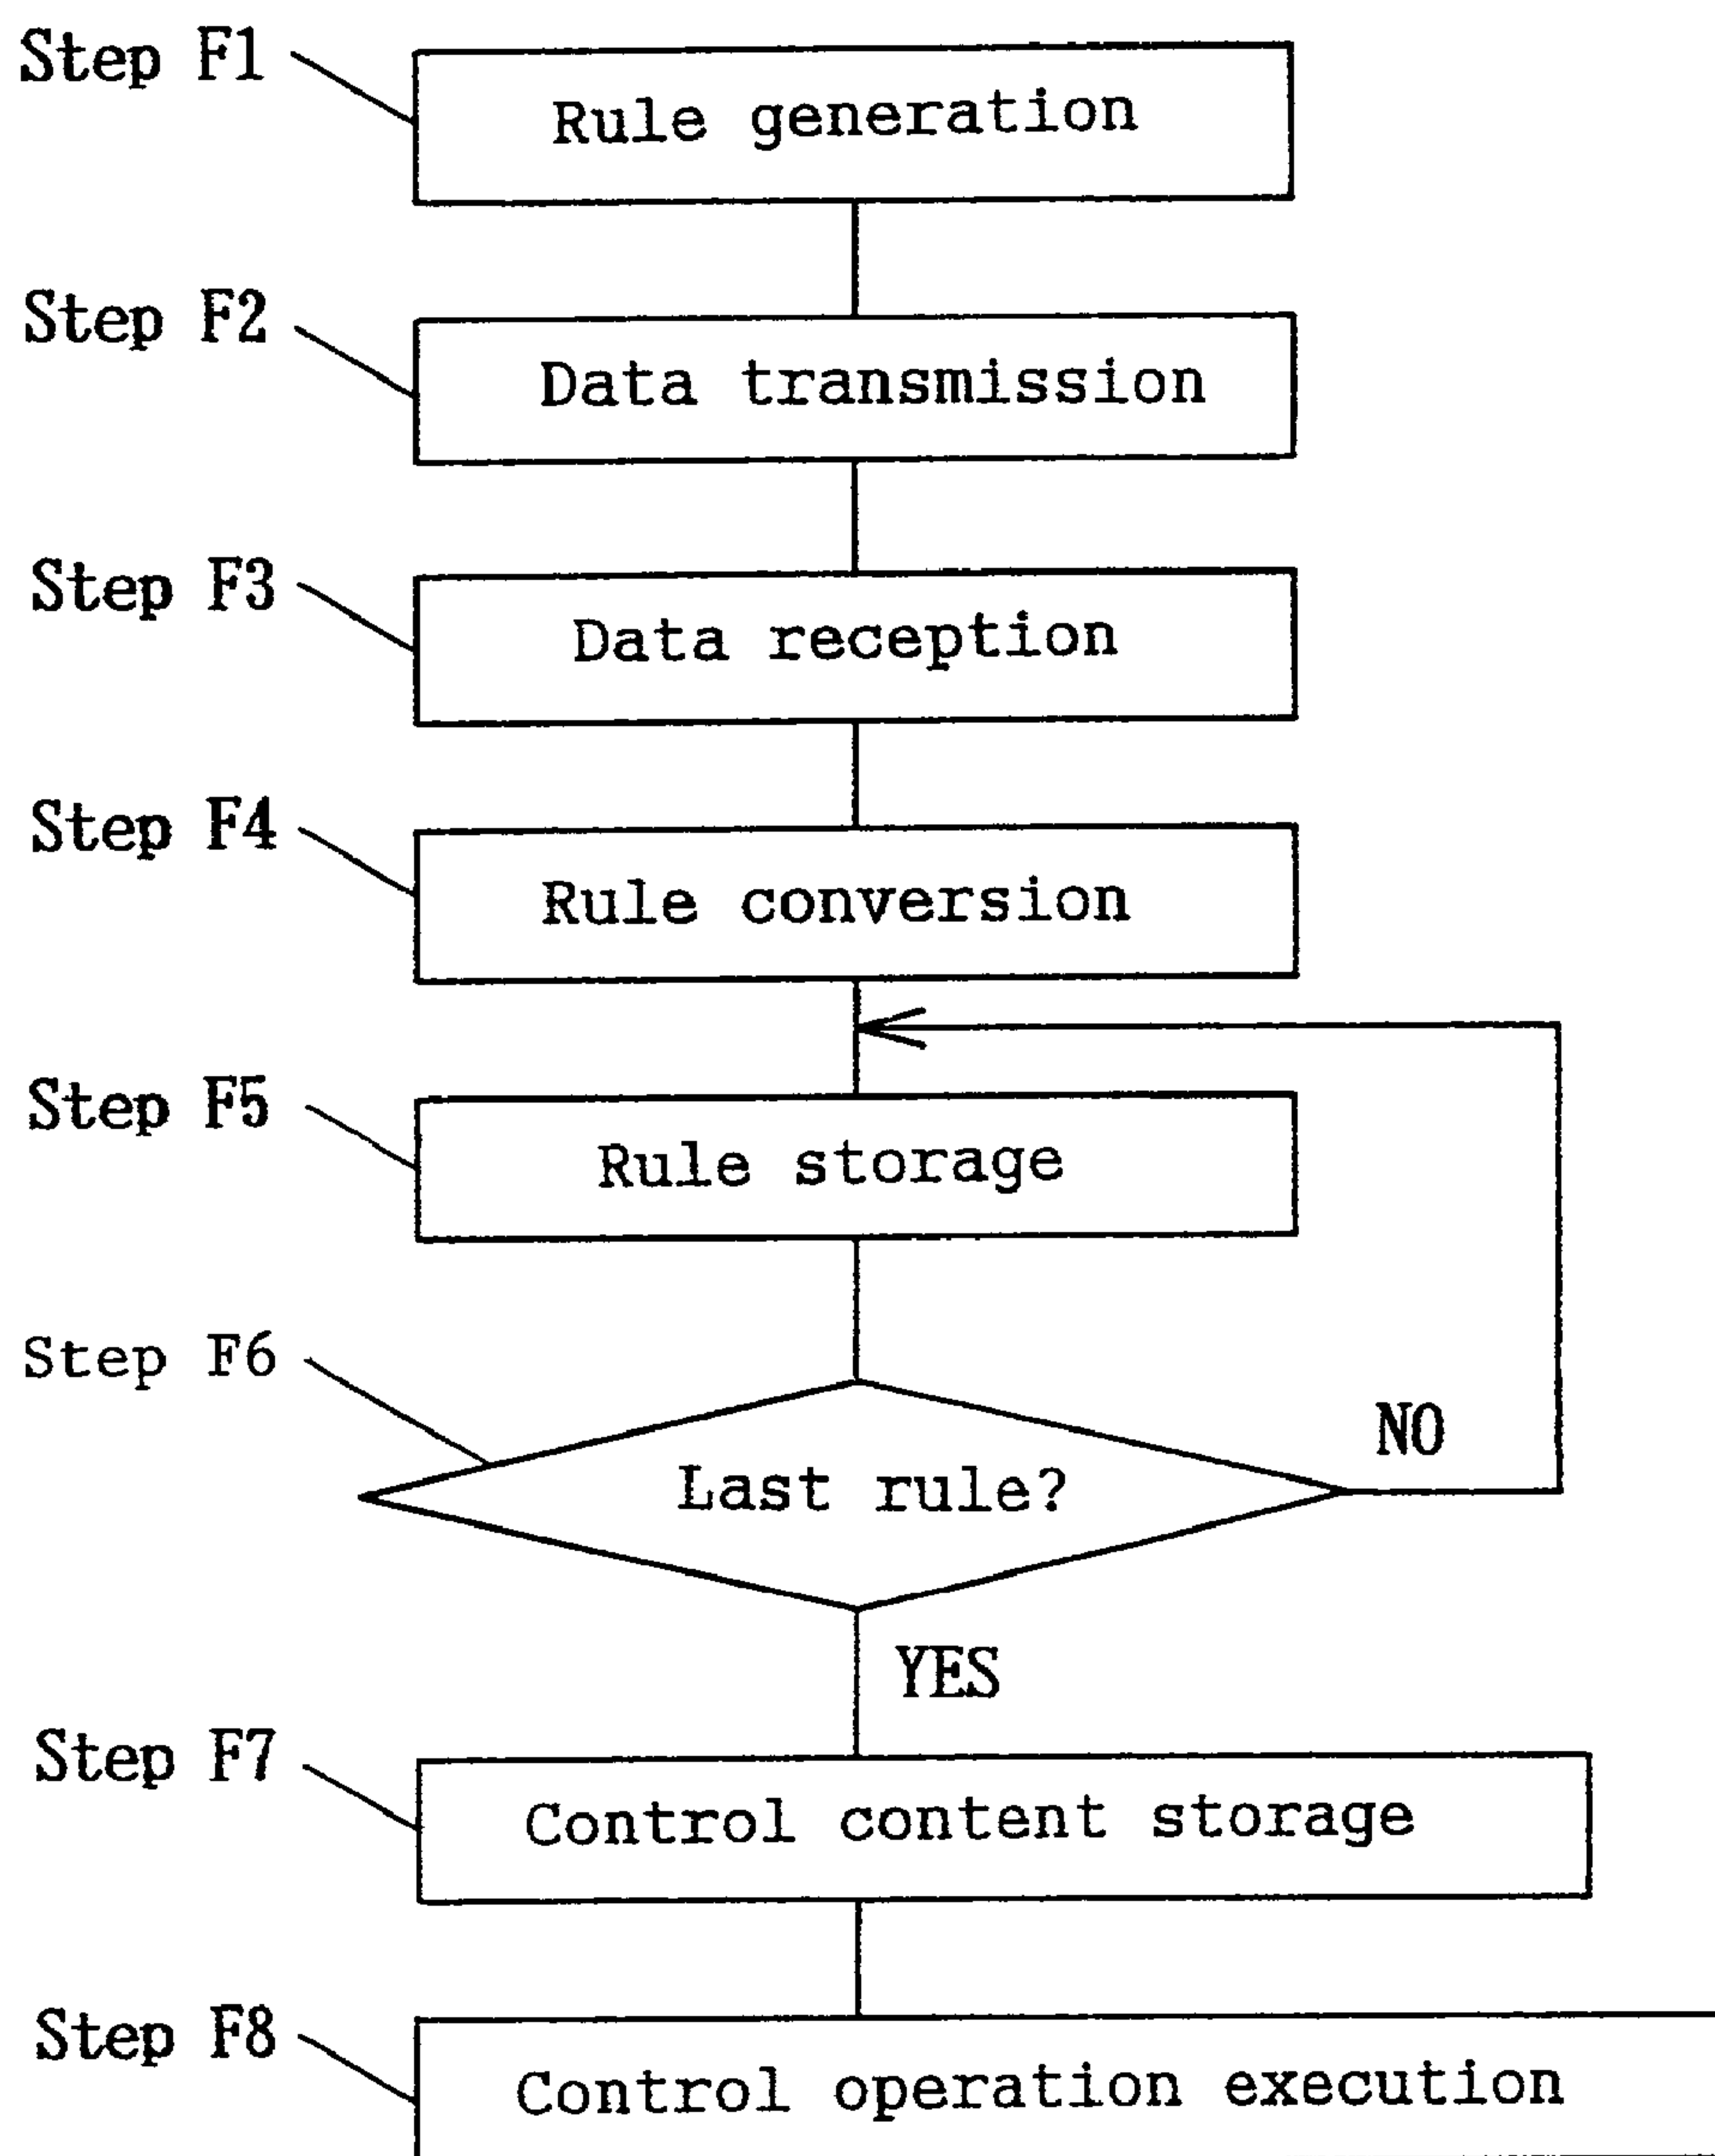 Step F1
Rule generation
Step F2
Data transmission
Step F3
Data reception
Step F4
Rule conversion
Step F5
Rule storage
Step F6
Last rule?
NO
YES
Step F7
Control content storage
Step F8
Control operation execution